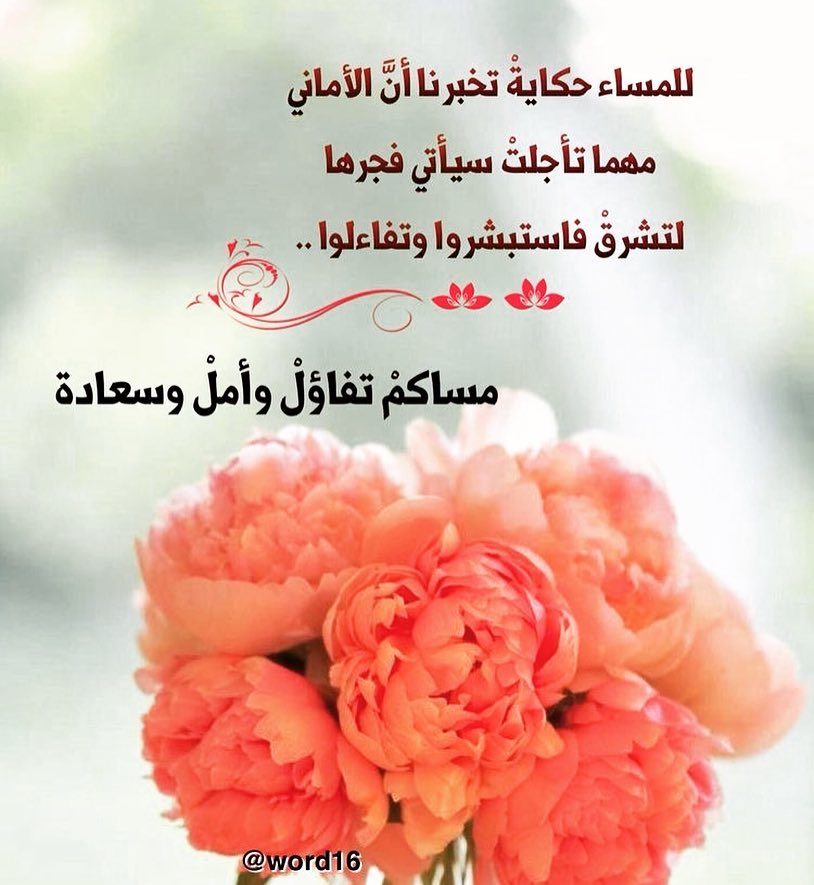 للمساء حكايةْ تخبرنا أنَّ الأماني
مهما تأجلتْ سيأتي فجرها
لتشرقْ فاستبشروا وتفاءلوا ..
مساكمْ تفاؤلْ وأملْ وسعادة
@word16